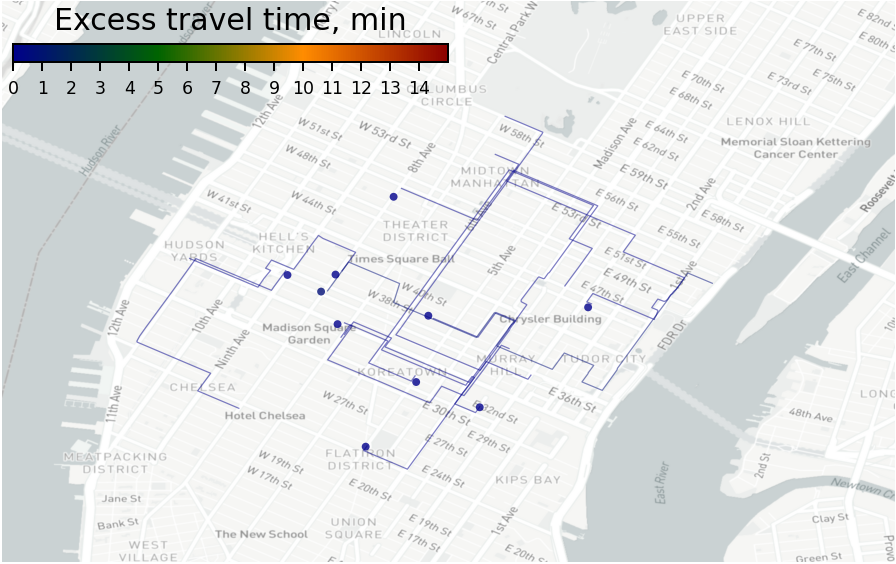 Excess travel time, min
0 1 2 3 4 5 6 7 8 9 10 11 12 13 14
LINCOLN
W 67th St
Central Park W
UPPER
EAST SIDE
E 82nd St
E 80th St
E 77th St
E 75th St
E 73rd St
E 70th St
E 68th St
COLUMBUS
CIRCLE
12th Ave
Hudson River
W 51st St
W 53rd St
W 58th St
8th Ave
Madison Ave
E 64th St
E 62nd St
LENOX HILL
Memorial Sloan Kettering
Cancer Center
W 48th St
MIDTOWN
MANHATTAN
E 59th St
2nd Ave
Roosevelt
W 41st St
W 44th St
E 56th St
E 53rd St
6th Ave
E 58th St
THEATER
DISTRICT
E 55th St
HUDSON
YARDS
HELL'S
KITCHEN
Times Square Ball
5th Ave
E 51st St
E 49th St
1st Ave
East Channel
W 40th St
W 38th St
E 47th St
12th Ave
10th Ave
Madison Square
Garden
Chrysler Building
FDR Dr
Ninth Ave
MURRAY
HILL
TUDOR CITY
KOREATOWN
CHELSEA
11th Ave
W 27th St
E 36th St
Hotel Chelsea
E 30th St
E 32nd St
48th Ave
E 29th St
E 27th St
MEATPACKING
DISTRICT
FLATIRON
DISTRICT
W 19th St
W 17th St
E 24th St
KIPS BAY
East River
2nd St
Newtown
E 20th St
Jane St
Bank St
The New School
UNION
SQUARE
E 19th St
E 17th St
1st Ave
Clay St
WEST
VILLAGE
E 20th St
Green St